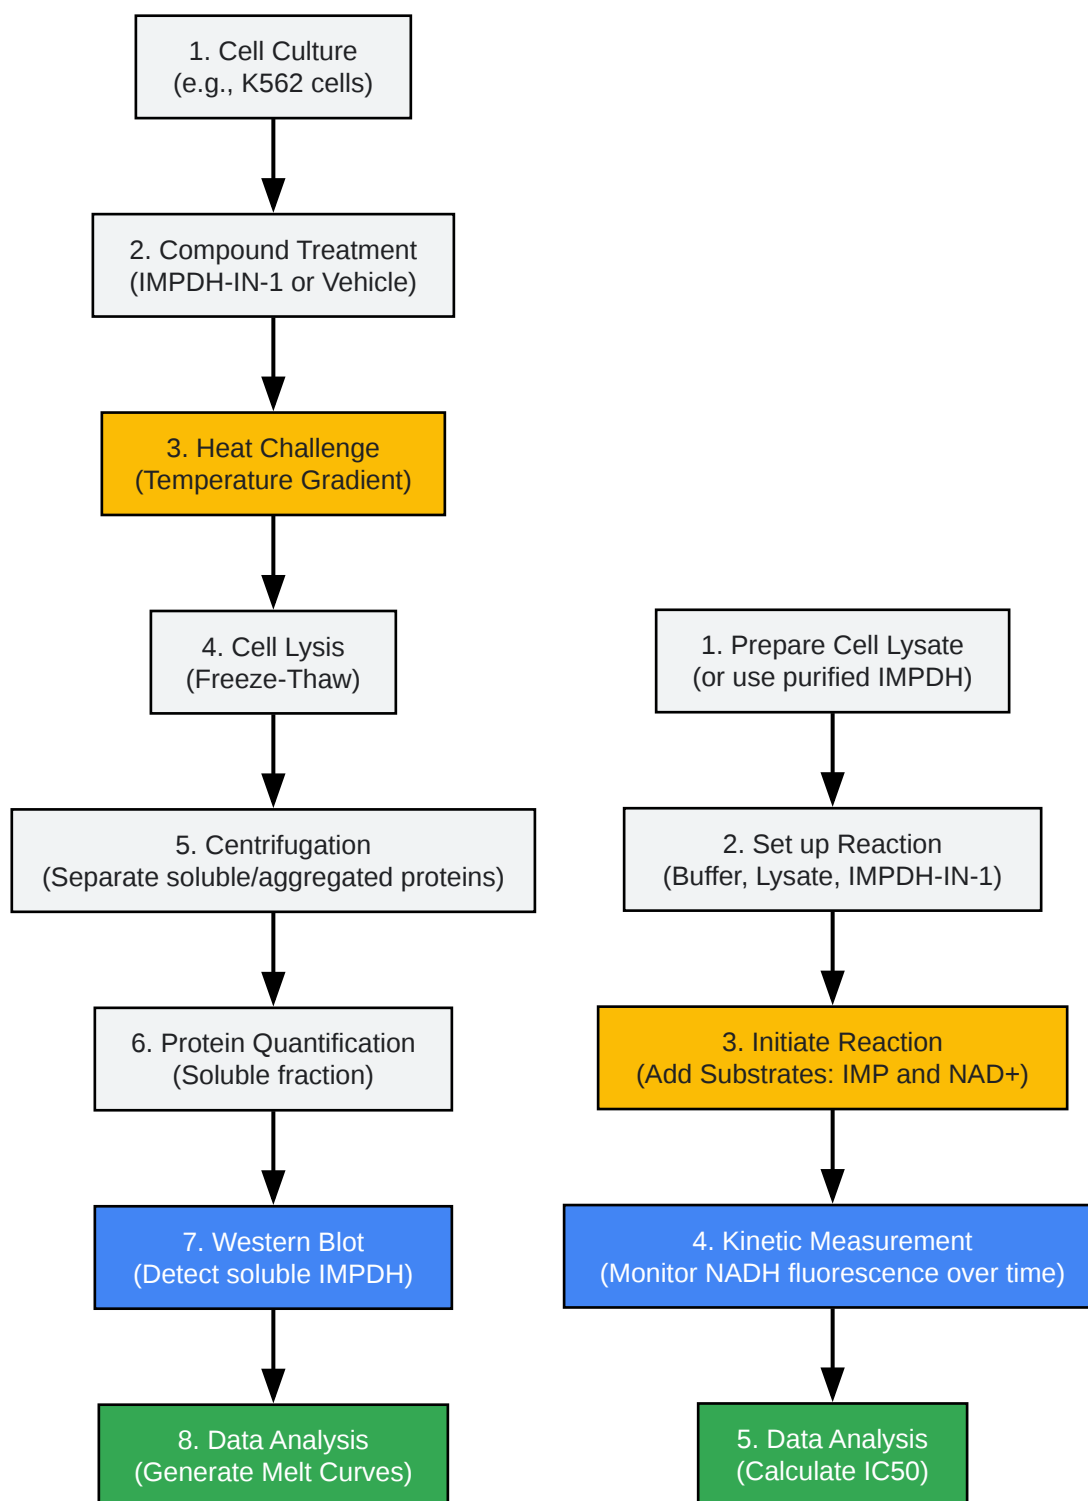 1. Cell Culture
(e.g., K562 cells)
2. Compound Treatment
(IMPDH-IN-1 or Vehicle)
3. Heat Challenge
(Temperature Gradient)
4. Cell Lysis
(Freeze-Thaw)
5. Centrifugation
(Separate soluble/aggregated proteins)
6. Protein Quantification
(Soluble fraction)
7. Western Blot
(Detect soluble IMPDH)
8. Data Analysis
(Generate Melt Curves)
1. Prepare Cell Lysate
(or use purified IMPDH)
2. Set up Reaction
(Buffer, Lysate, IMPDH-IN-1)
3. Initiate Reaction
(Add Substrates: IMP and NAD+)
4. Kinetic Measurement
(Monitor NADH fluorescence over time)
5. Data Analysis
(Calculate IC50)